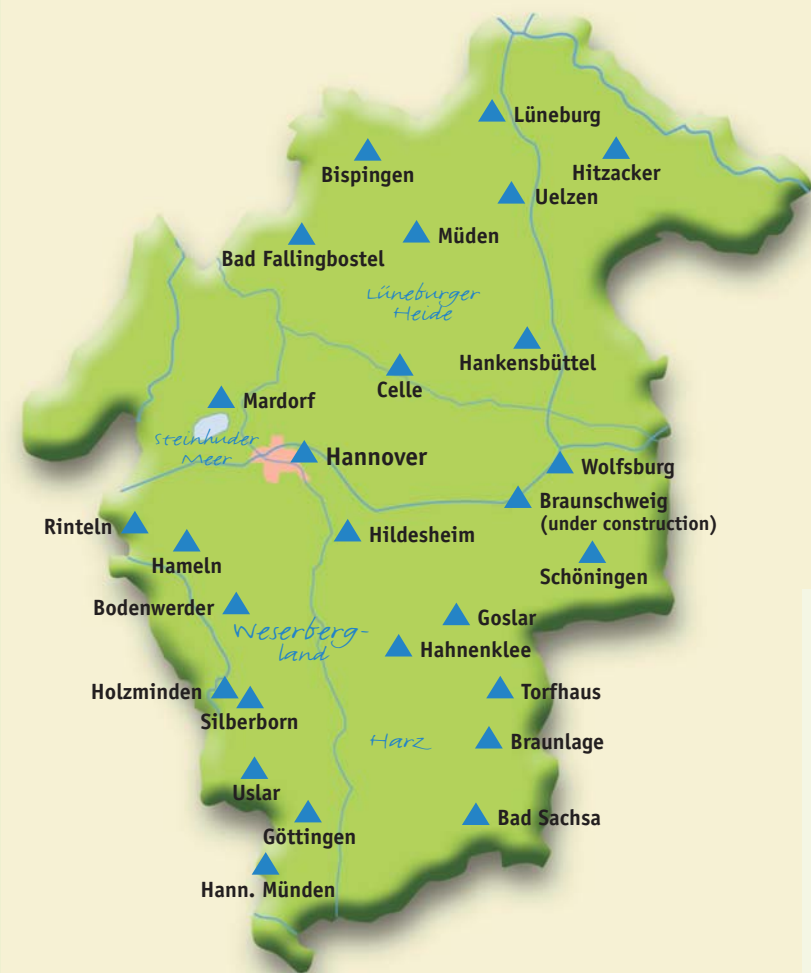 Lüneburg
Bispingen
Hitzacker
Uelzen
Müden
Bad Fallingbostel
Lüneburger
Heide
Hankensbüttel
Celle
Mardorf
Steinhuder
Meer
Hannover
Wolfsburg
Braunschweig
(under construction)
Rinteln
Hildesheim
Hameln
Schöningen
Bodenwerder
Goslar
Weserberg-
land
Hahnenklee
Holzminden
Torfhaus
Silberborn
Harz
Braunlage
Uslar
Göttingen
Bad Sachsa
Hann. Münden